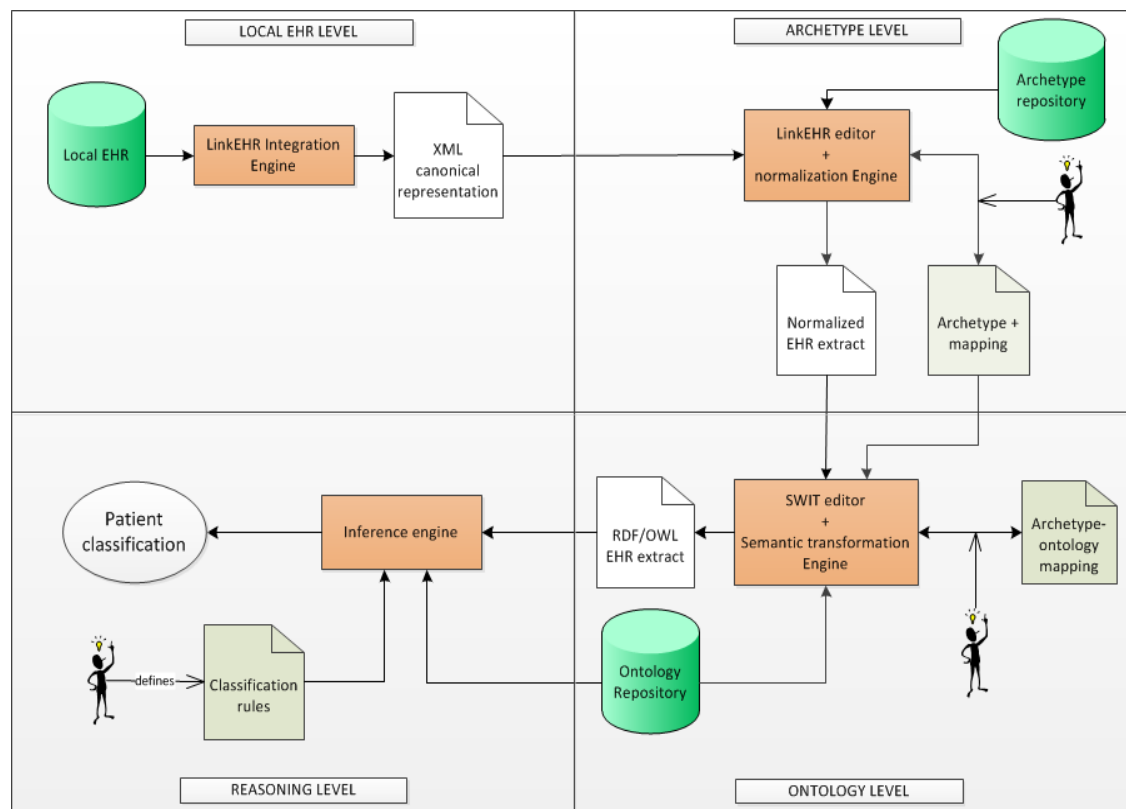 LOCAL EHR LEVEL
Local EHR
LinkEHR Integration
Engine
XML
canonical
representation
ARCHETYPE LEVEL
Archetype
repository
LinkEHR editor
+
normalization Engine
Normalized
EHR extract
Archetype +
mapping
Patient
classification
Inference engine
defines
Classification
rules
REASONING LEVEL
RDF/OWL
EHR extract
SWIT editor
+
Semantic transformation
Engine
Archetype-
ontology
mapping
Ontology
Repository
ONTOLOGY LEVEL